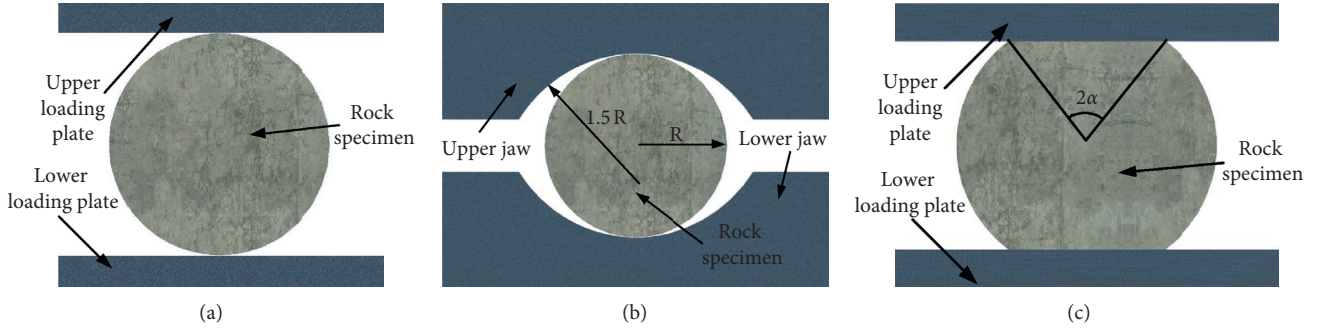 Upper
loading
plate
Rock
specimen
Lower
loading plate
(a)
1.5 R
R
Upper jaw
Lower jaw
Rock
specimen
(b)
2α
Upper
loading
plate
Rock
specimen
Lower
loading plate
(c)